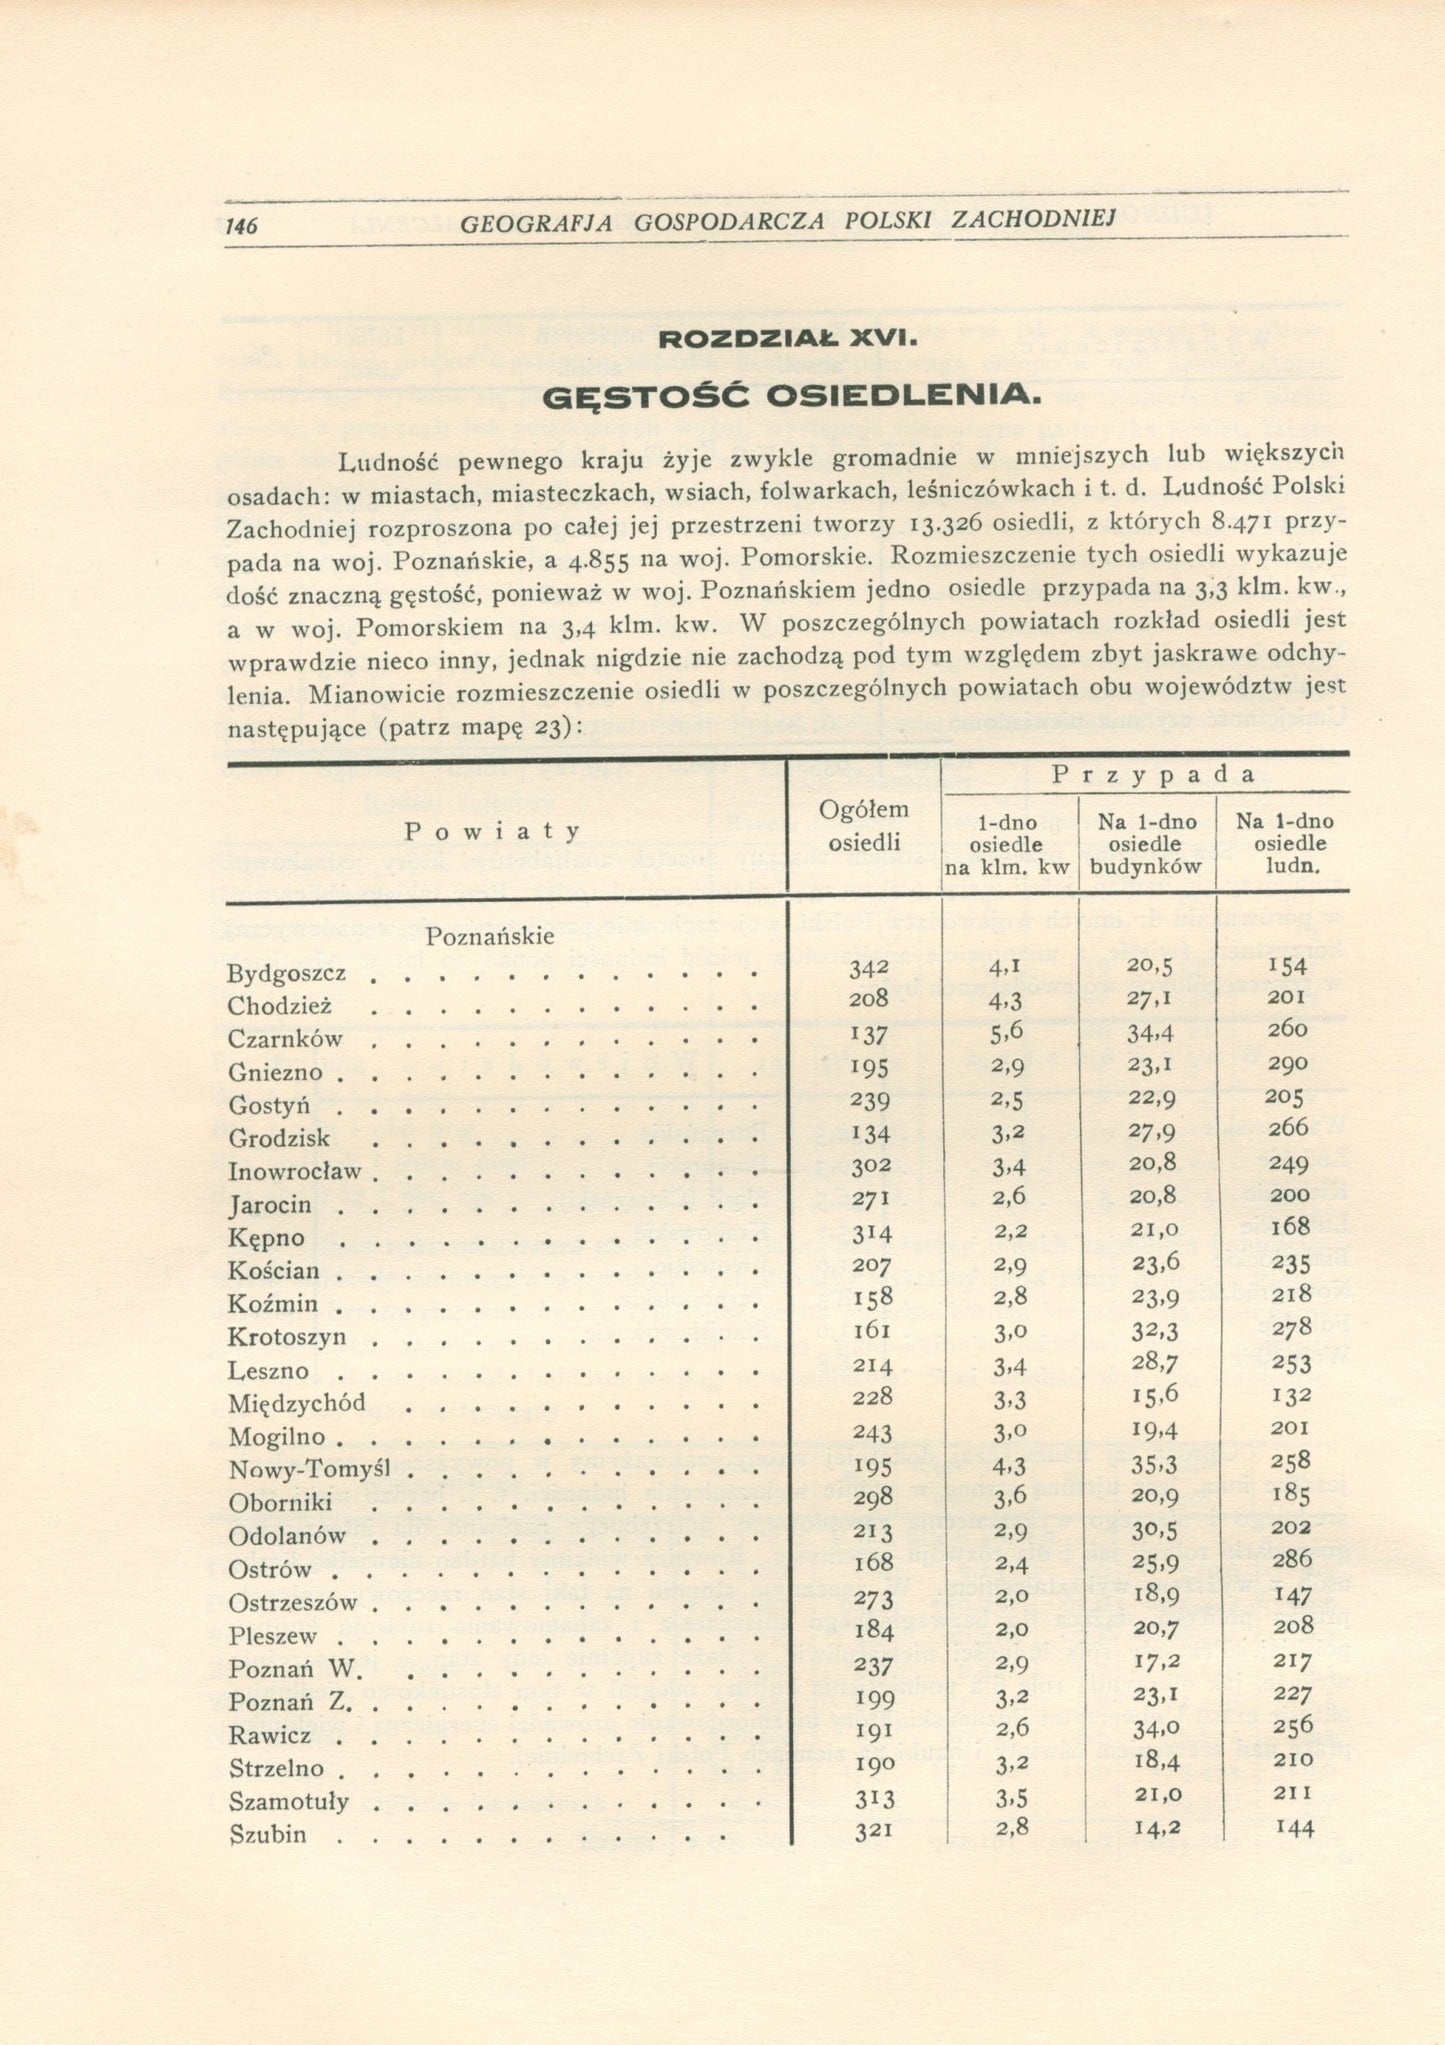 146 GEOGRAFJA GOSPODARCZA POLSKI ZACHODNIEJ
ROZDZIAŁ XVI.
GĘSTOŚĆ OSIEDLENIA.
Ludność pewnego kraju żyje zwykle gromadnie w mniejszych lub większych
osadach: w miastach, miasteczkach, wsiach, folwarkach, leśniczówkach i t. d. Ludność Polski
Zachodniej rozproszona po całej jej przestrzeni tworzy 13.326 osiedli, z których 8.471 przy-
pada na woj. Poznańskie, a 4.855 na woj. Pomorskie. Rozmieszczenie tych osiedli wykazuje
dość znaczną gęstość, ponieważ w woj. Poznańskiem jedno osiedle przypada na 3,3 klm. kw.,
a w woj. Pomorskiem na 3,4 klm. kw. W poszczególnych powiatach rozkład osiedli jest
wprawdzie nieco inny, jednak nigdzie nie zachodzą pod tym względem zbyt jaskrawe odchy-
lenia. Mianowicie rozmieszczenie osiedli w poszczególnych powiatach obu województw jest
następujące (patrz mapę 23):
Powiaty
Ogółem
osiedli
Przypada
1-dno
osiedle
na klm. kw
Na 1-dno
osiedle
budynków
Na 1-dno
osiedle
ludn.
Poznańskie
Bydgoszcz . . . . . . . . . . . . 342 4,1 20,5 154
Chodzież . . . . . . . . . . . . 208 4,3 27,1 201
Czarnków . . . . . . . . . . . . 137 5,6 34,4 260
Gniezno . . . . . . . . . . . . . 195 2,9 23,1 290
Gostyń . . . . . . . . . . . . . 239 2,5 22,9 205
Grodzisk . . . . . . . . . . . . 134 3,2 27,9 266
Inowrocław . . . . . . . . . . . . 302 3,4 20,8 249
Jarocin . . . . . . . . . . . . . 271 2,6 20,8 200
Kępno . . . . . . . . . . . . . 314 2,2 21,0 168
Kościan . . . . . . . . . . . . . 207 2,9 23,6 235
Koźmin . . . . . . . . . . . . . 158 2,8 23,9 218
Krotoszyn . . . . . . . . . . . . 161 3,0 32,3 278
Leszno . . . . . . . . . . . . . 214 3,4 28,7 253
Międzychód . . . . . . . . . . . 228 3,3 15,6 132
Mogilno . . . . . . . . . . . . . 243 3,0 19,4 201
Nowy-Tomyśl . . . . . . . . . . . 195 4,3 35,3 258
Oborniki . . . . . . . . . . . . 298 3,6 20,9 185
Odolanów . . . . . . . . . . . . 213 2,9 30,5 202
Ostrów . . . . . . . . . . . . . 168 2,4 25,9 286
Ostrzeszów . . . . . . . . . . . . 273 2,0 18,9 147
Pleszew . . . . . . . . . . . . . 184 2,0 20,7 208
Poznań W. . . . . . . . . . . . 237 2,9 17,2 217
Poznań Z. . . . . . . . . . . . . 199 3,2 23,1 227
Rawicz . . . . . . . . . . . . . 191 2,6 34,0 256
Strzelno . . . . . . . . . . . . . 190 3,2 18,4 210
Szamotuły . . . . . . . . . . . . 313 3,5 21,0 211
Szubin . . . . . . . . . . . . 321 2,8 14,2 144